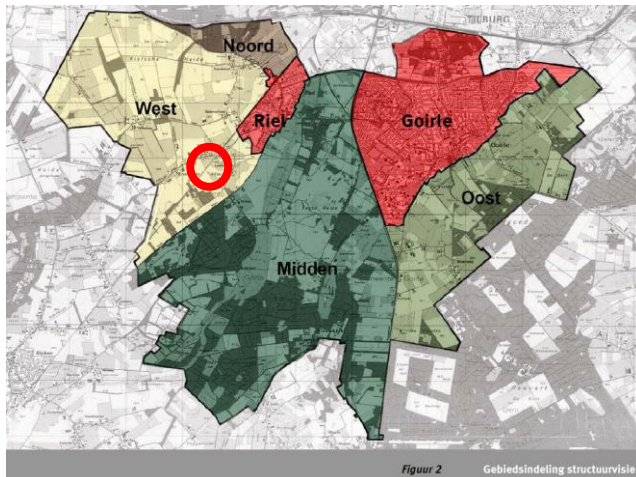 TILBURG
Noord
West
Riel
Goirle
Oost
Midden
Figuur 2 Gebiedsindeling structuurvisie